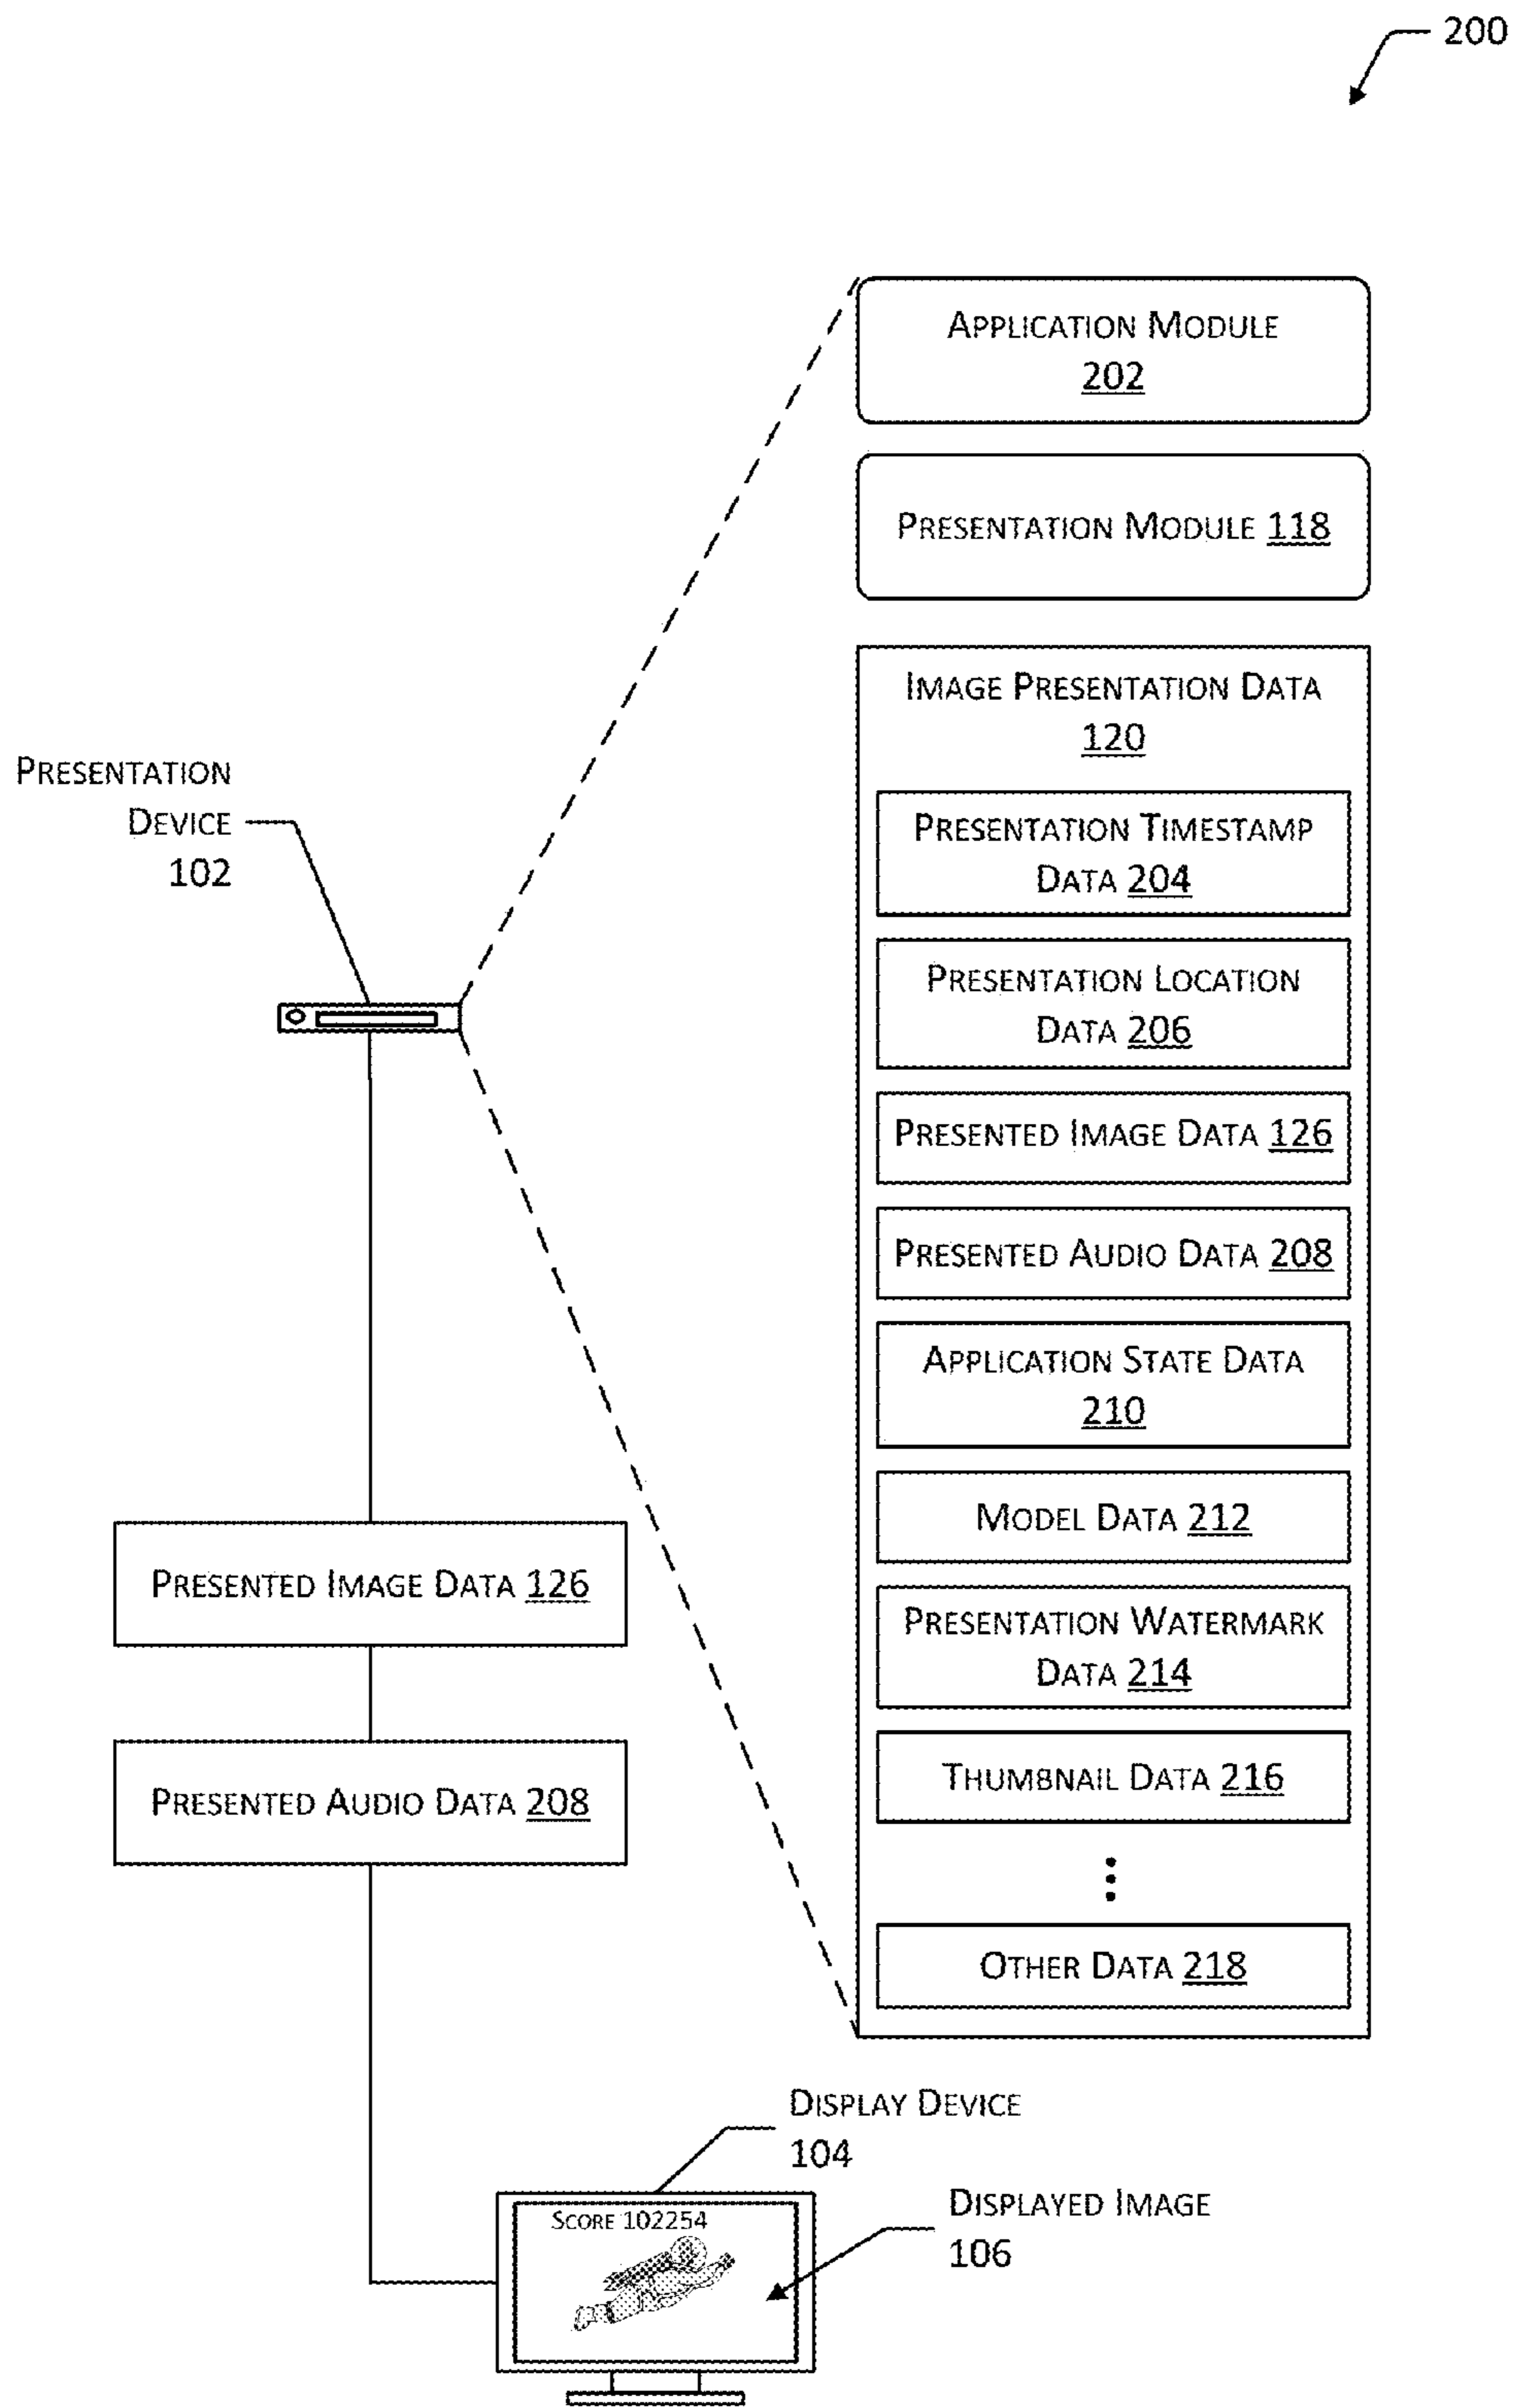 200
APPLICATION MODULE
202
PRESENTATION MODULE 118
IMAGE PRESENTATION DATA
120
PRESENTATION TIMESTAMP
DATA 204
PRESENTATION LOCATION
DATA 206
PRESENTED IMAGE DATA 126
PRESENTED AUDIO DATA 208
APPLICATION STATE DATA
210
MODEL DATA 212
PRESENTATION WATERMARK
DATA 214
THUMBNAIL DATA 216
OTHER DATA 218
PRESENTATION
DEVICE
102
PRESENTED IMAGE DATA 126
PRESENTED AUDIO DATA 208
DISPLAY DEVICE
104
SCORE 102254
DISPLAYED IMAGE
106